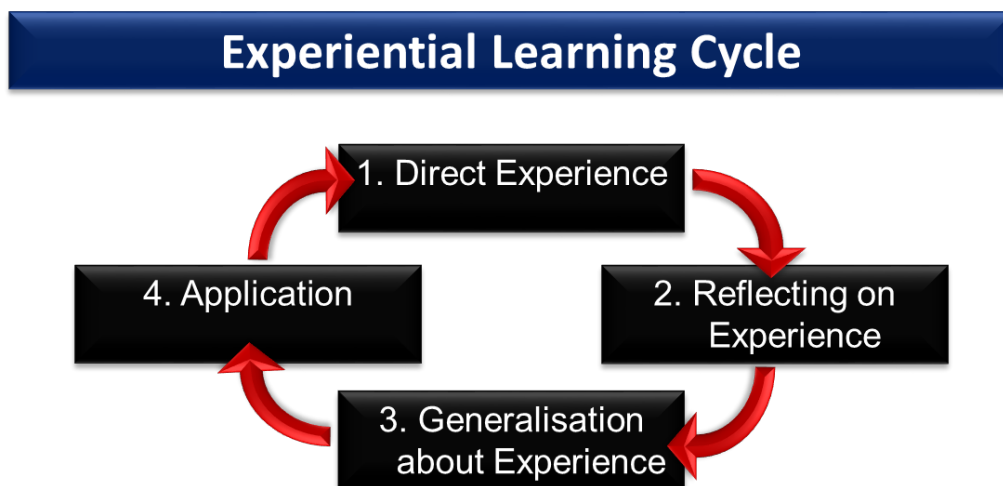 Experiential Learning Cycle
1. Direct Experience
2. Reflecting on
Experience
3. Generalisation
about Experience
4. Application